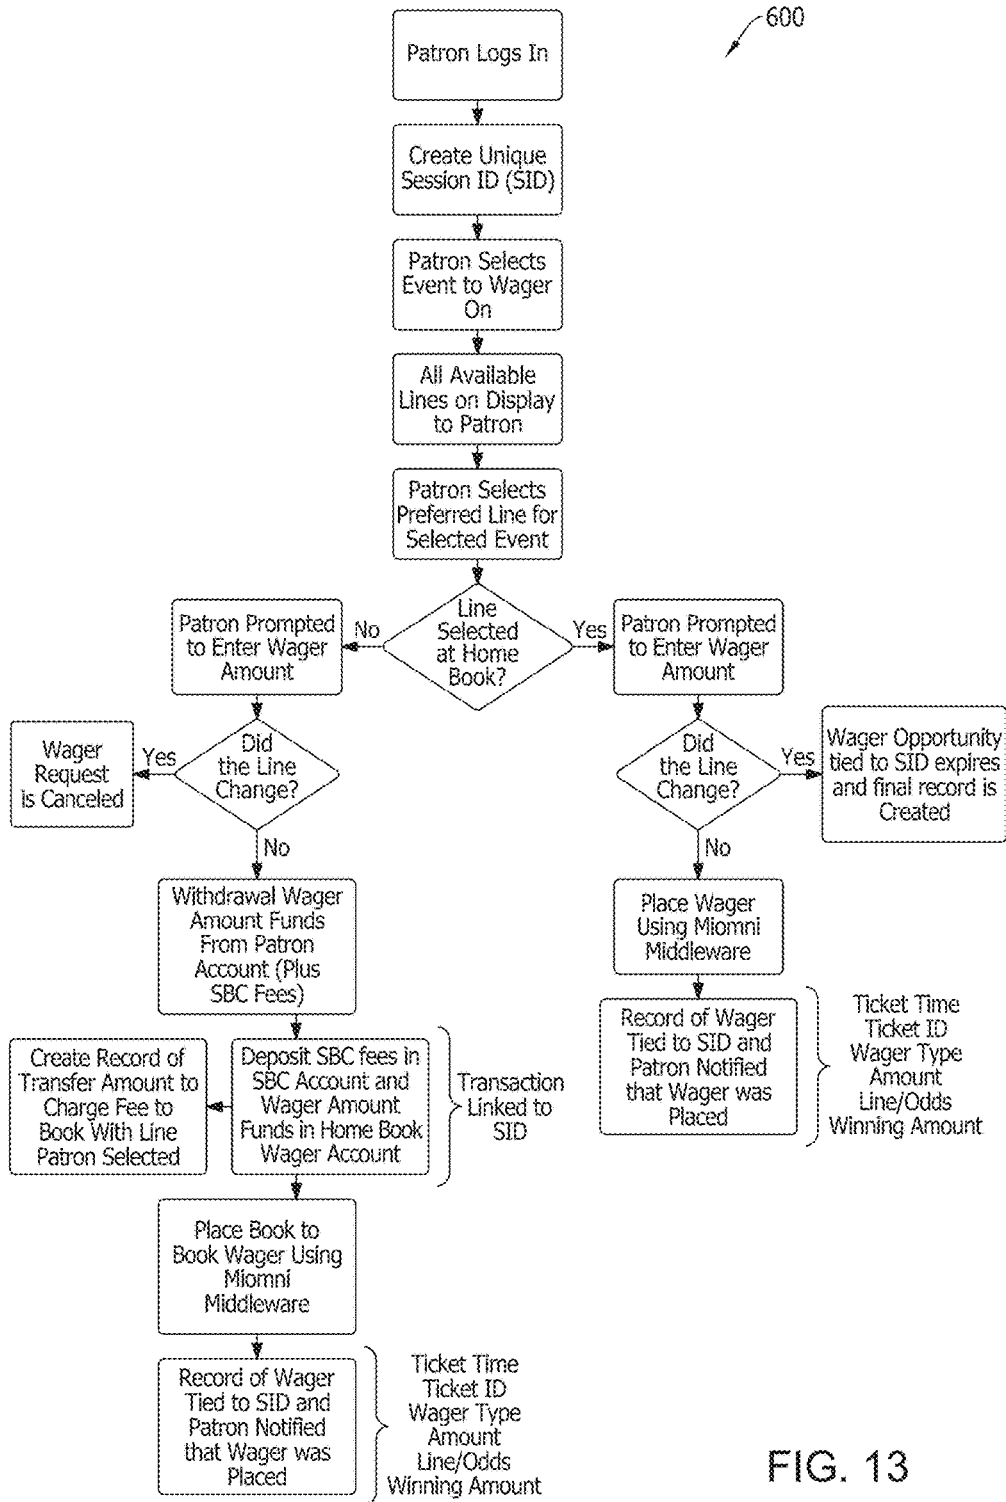 600
Patron Logs In
Create Unique
Session ID (SID)
Patron Selects
Event to Wager
On
All Available
Lines on Display
to Patron
Patron Selects
Preferred Line for
Selected Event
Line
Selected
at Home
Book?
No
Yes
Patron Prompted
to Enter Wager
Amount
Patron Prompted
to Enter Wager
Amount
Did
the Line
Change?
Yes
Wager
Request
is Canceled
No
Did
the Line
Change?
Yes
Wager Opportunity
tied to SID expires
and final record is
Created
No
Withdrawal Wager
Amount Funds
From Patron
Account (Plus
SBC Fees)
Place Wager
Using Miomni
Middleware
Deposit SBC fees in
SBC Account and
Wager Amount
Funds in Home Book
Wager Account
Transaction
Linked to
SID
Create Record of
Transfer Amount to
Charge Fee to
Book With Line
Patron Selected
Record of Wager
Tied to SID and
Patron Notified
that Wager was
Placed
Ticket Time
Ticket ID
Wager Type
Amount
Line/Odds
Winning Amount
Place Book to
Book Wager Using
Miomni
Middleware
Record of Wager
Tied to SID and
Patron Notified
that Wager was
Placed
Ticket Time
Ticket ID
Wager Type
Amount
Line/Odds
Winning Amount
FIG. 13